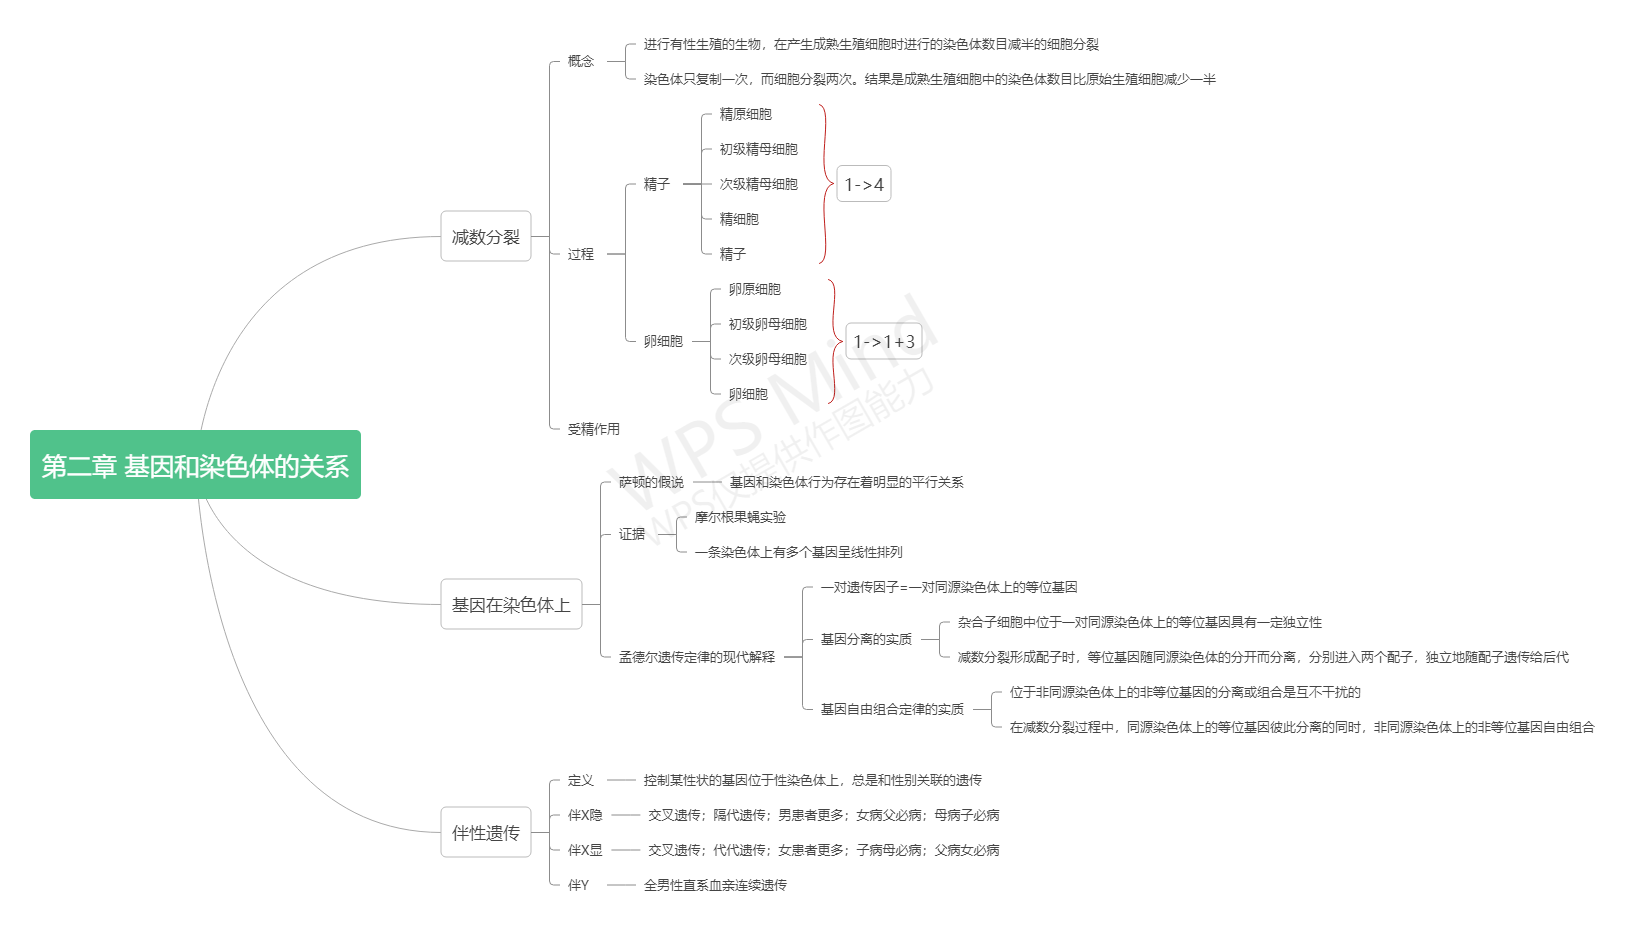 第二章 基因和染色体的关系
减数分裂
概念
进行有性生殖的生物，在产生成熟生殖细胞时进行的染色体数目减半的细胞分裂
染色体只复制一次，而细胞分裂两次。结果是成熟生殖细胞中的染色体数目比原始生殖细胞减少一半
过程
精子
精原细胞
初级精母细胞
次级精母细胞
精细胞
精子
1->4
卵细胞
卵原细胞
初级卵母细胞
次级卵母细胞
卵细胞
1->1+3
受精作用
基因在染色体上
萨顿的假说
基因和染色体行为存在着明显的平行关系
证据
摩尔根果蝇实验
一条染色体上有多个基因呈线性排列
孟德尔遗传定律的现代解释
一对遗传因子=一对同源染色体上的等位基因
基因分离的实质
杂合子细胞中位于一对同源染色体上的等位基因具有一定独立性
减数分裂形成配子时，等位基因随同源染色体的分开而分离，分别进入两个配子，独立地随配子遗传给后代
基因自由组合定律的实质
位于非同源染色体上的非等位基因的分离或组合是互不干扰的
在减数分裂过程中，同源染色体上的等位基因彼此分离的同时，非同源染色体上的非等位基因自由组合
伴性遗传
定义
控制某性状的基因位于性染色体上，总是和性别关联的遗传
伴X隐
交叉遗传；隔代遗传；男患者更多；女病父必病；母病子必病
伴X显
交叉遗传；代代遗传；女患者更多；子病母必病；父病女必病
伴Y
全男性直系血亲连续遗传
WPS Mind
WPS仅提供作图能力